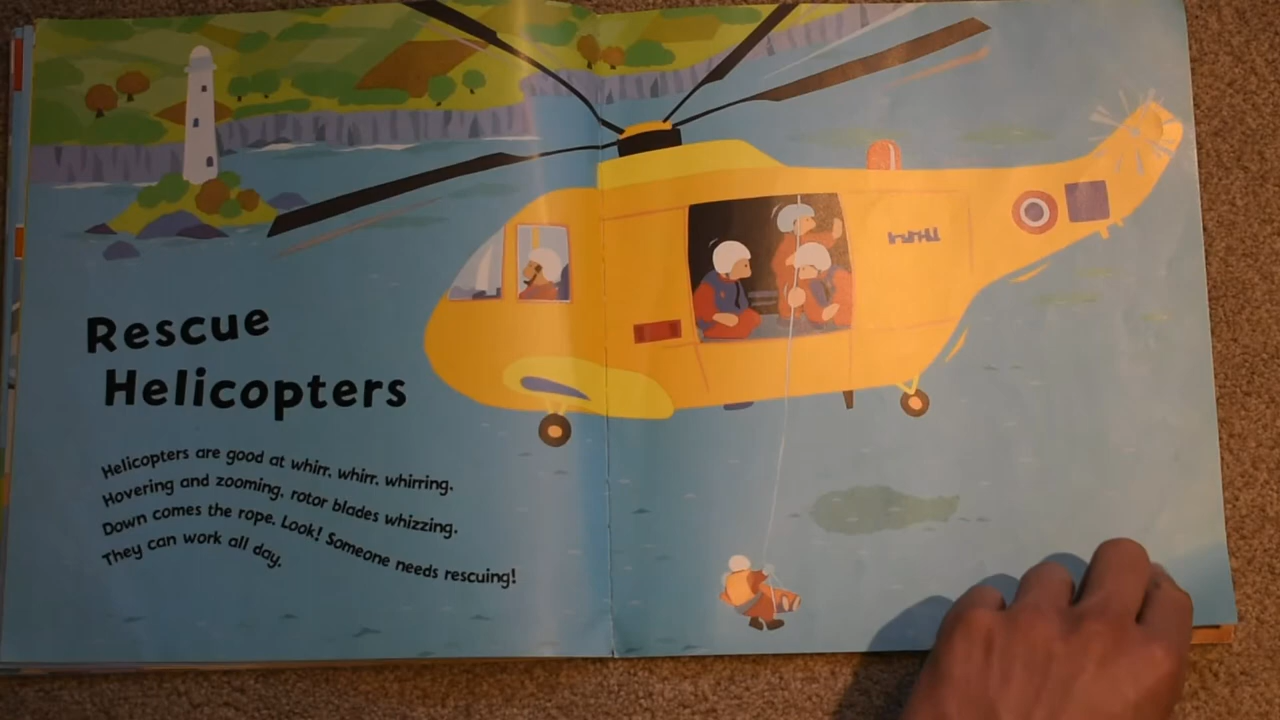 Rescue
Helicopters
Helicopters are good at whirr, whirr, whirring.
Hovering and zooming, rotor blades whizzing.
Down comes the rope. Look! Someone needs rescuing!
They can work all day.